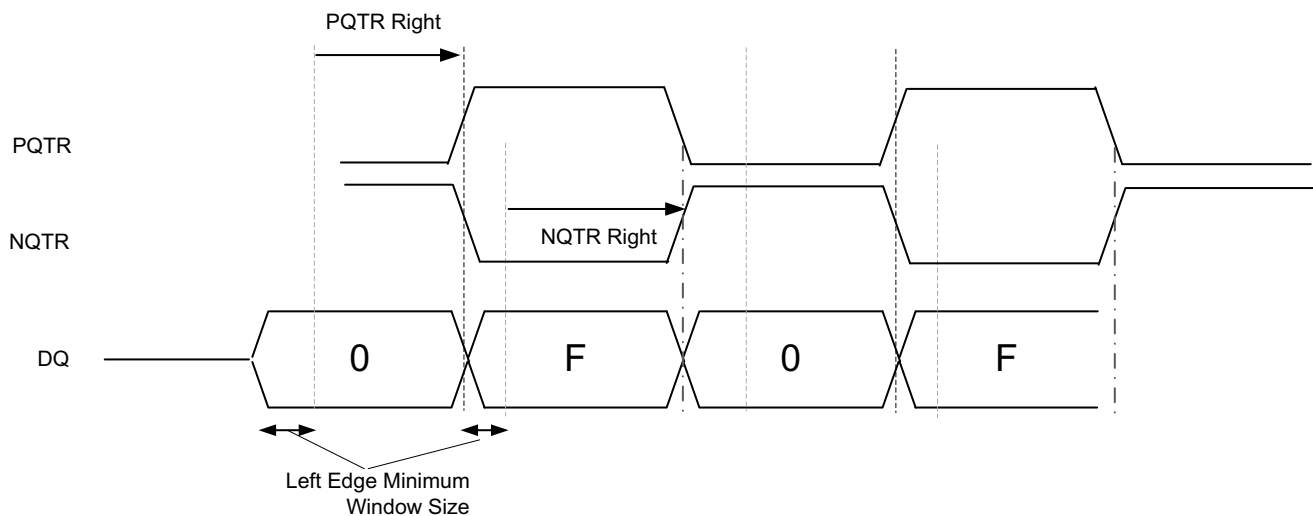 PQTR Right
PQTR
NQTR
NQTR Right
DQ
0
F
0
F
Left Edge Minimum
Window Size